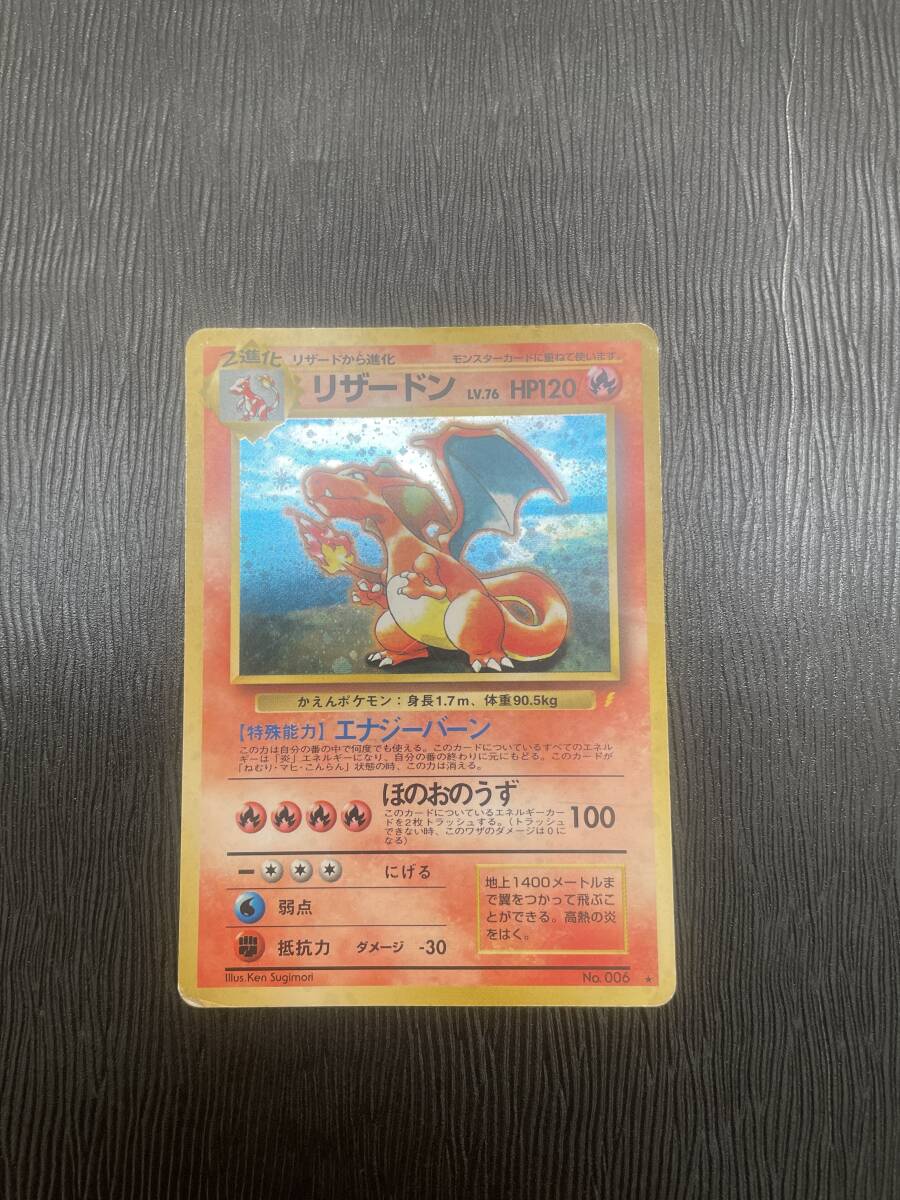 2進化 リザードから進化 モンスターカードに重ねて使います。
リザードン LV.76 HP120
かえんポケモン：身長1.7m、体重90.5kg
【特殊能力】エナジーバーン
この力は自分の番の中で何度でも使える。このカードについているすべてのエネル
ギーは「炎」エネルギーになり、自分の番の終わりに元にもどる。このカードが
「ねむり・マヒ・こんらん」状態の時、この力は消える。
ほのおのうず
このカードについているエネルギーカー
ドを2枚トラッシュする。（トラッシュ
できない時、このワザのダメージは0に
なる）
100
にげる
弱点
抵抗力 ダメージ -30
地上1400メートルま
で翼をつかって飛ぶこ
とができる。高熱の炎
をはく。
Illus.Ken Sugimori No. 006 ★